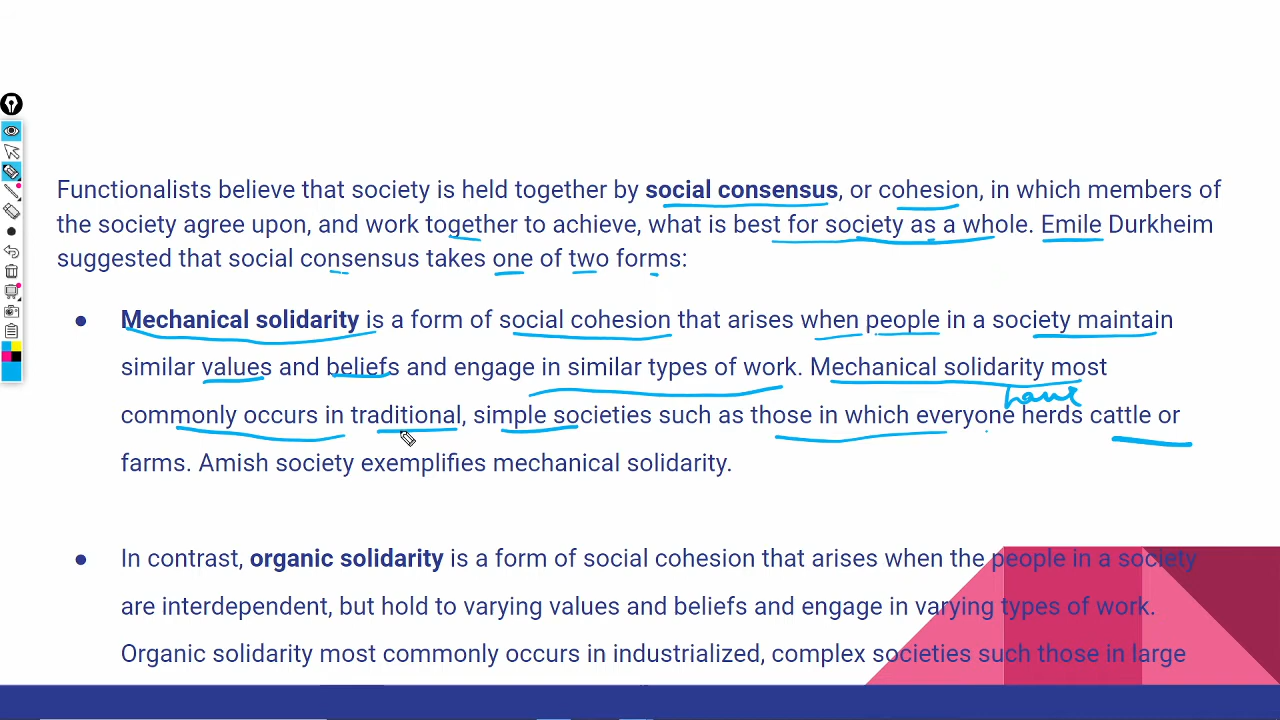 Functionalists believe that society is held together by social consensus, or cohesion, in which members of
the society agree upon, and work together to achieve, what is best for society as a whole. Emile Durkheim
suggested that social consensus takes one of two forms:
● Mechanical solidarity is a form of social cohesion that arises when people in a society maintain
similar values and beliefs and engage in similar types of work. Mechanical solidarity most
have
commonly occurs in traditional, simple societies such as those in which everyone herds cattle or
farms. Amish society exemplifies mechanical solidarity.
● In contrast, organic solidarity is a form of social cohesion that arises when the people in a society
are interdependent, but hold to varying values and beliefs and engage in varying types of work.
Organic solidarity most commonly occurs in industrialized, complex societies such those in large